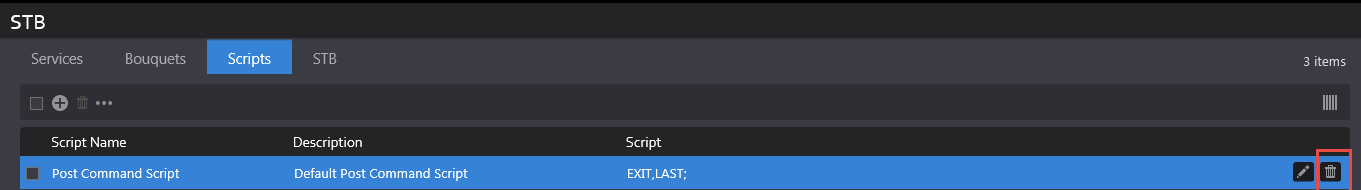 STB
Services Bouquets Scripts STB
3 items
Script Name Description Script
Post Command Script Default Post Command Script EXIT,LAST;